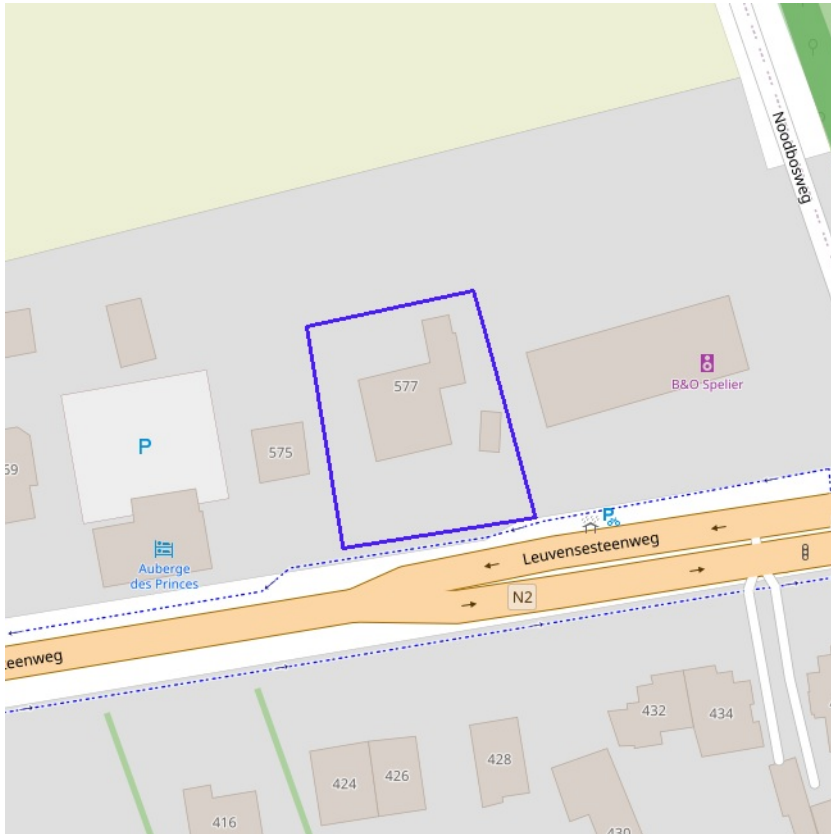 Noodbosweg
577
B&O Spelier
P
575
59
P
Auberge
des Princes
Leuvensesteenweg
N2
teenweg
432
434
428
424
426
416
430